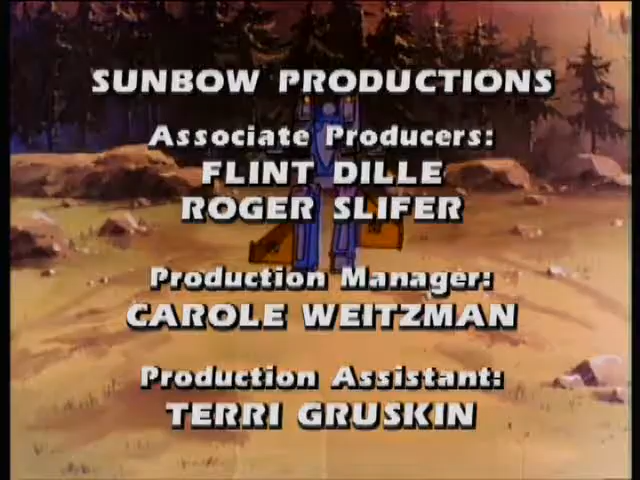 SUNBOW PRODUCTIONS
Associate Producers:
FLINT DILLE
ROGER SLIFER
Production Manager:
CAROLE WEITZMAN
Production Assistant:
TERRI GRUSKIN